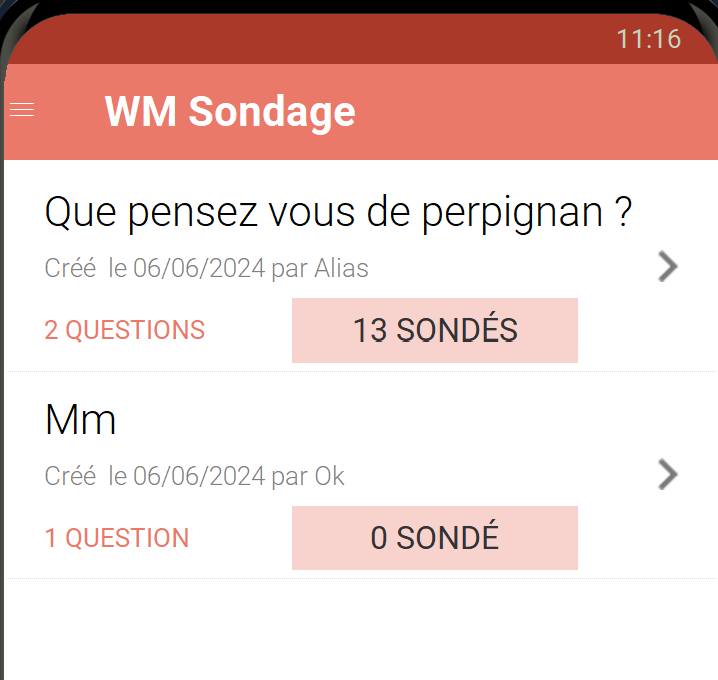 11:16
WM Sondage
Que pensez vous de perpignan ?
Créé  le 06/06/2024 par Alias
2 QUESTIONS
13 SONDÉS
Mm
Créé  le 06/06/2024 par Ok
1 QUESTION
0 SONDÉ